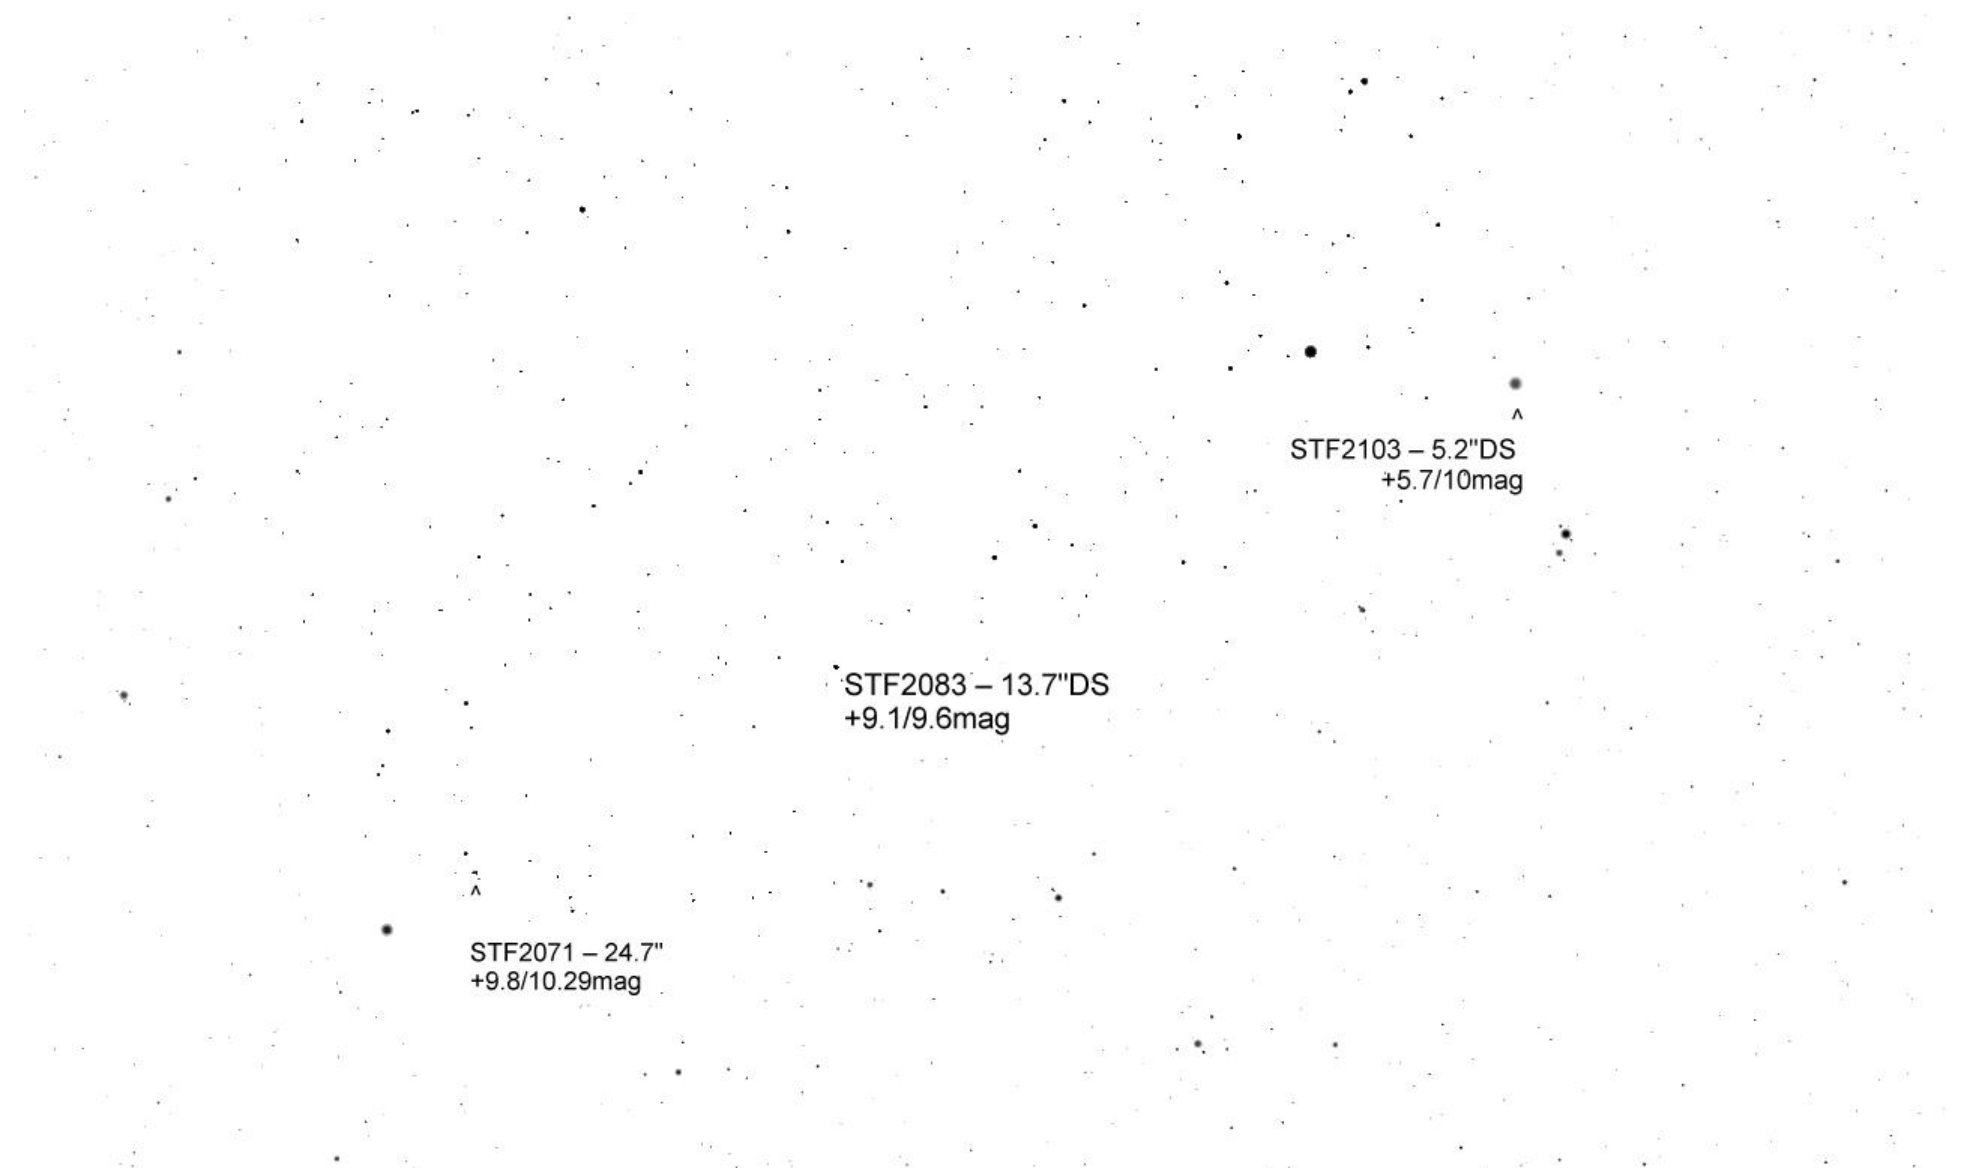 ^
STF2103 – 5.2"DS
+5.7/10mag
STF2083 – 13.7"DS
+9.1/9.6mag
^
STF2071 – 24.7"
+9.8/10.29mag